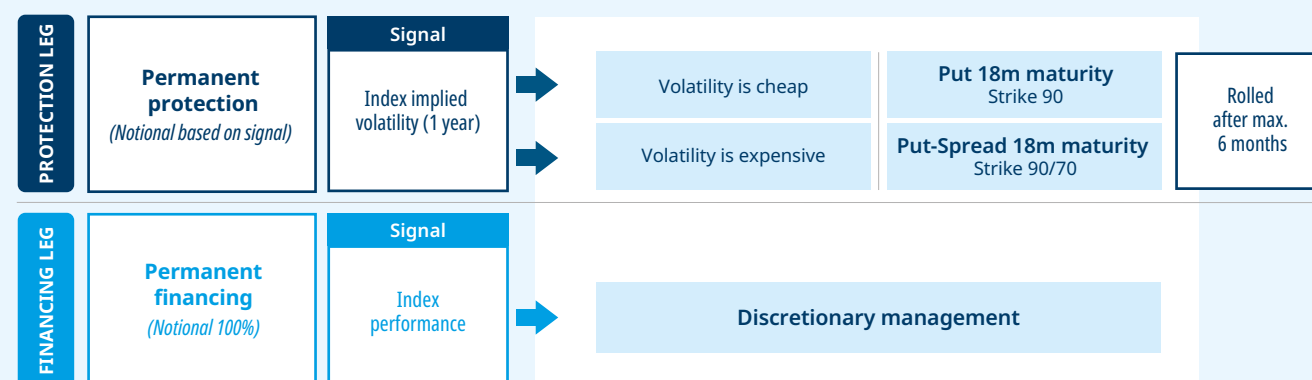 PROTECTION LEG
Permanent
protection
(Notional based on signal)
Signal
Index implied
volatility (1 year)
Volatility is cheap
Put 18m maturity
Strike 90
Volatility is expensive
Put-Spread 18m maturity
Strike 90/70
Rolled
after max.
6 months
FINANCING LEG
Permanent
financing
(Notional 100%)
Signal
Index
performance
Discretionary management